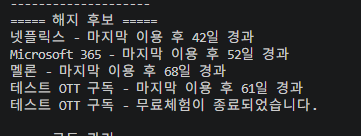 --------------------
===== 해지 후보 =====
넷플릭스 - 마지막 이용 후 42일 경과
Microsoft 365 - 마지막 이용 후 52일 경과
멜론 - 마지막 이용 후 68일 경과
테스트 OTT 구독 - 마지막 이용 후 61일 경과
테스트 OTT 구독 - 무료체험이 종료되었습니다.